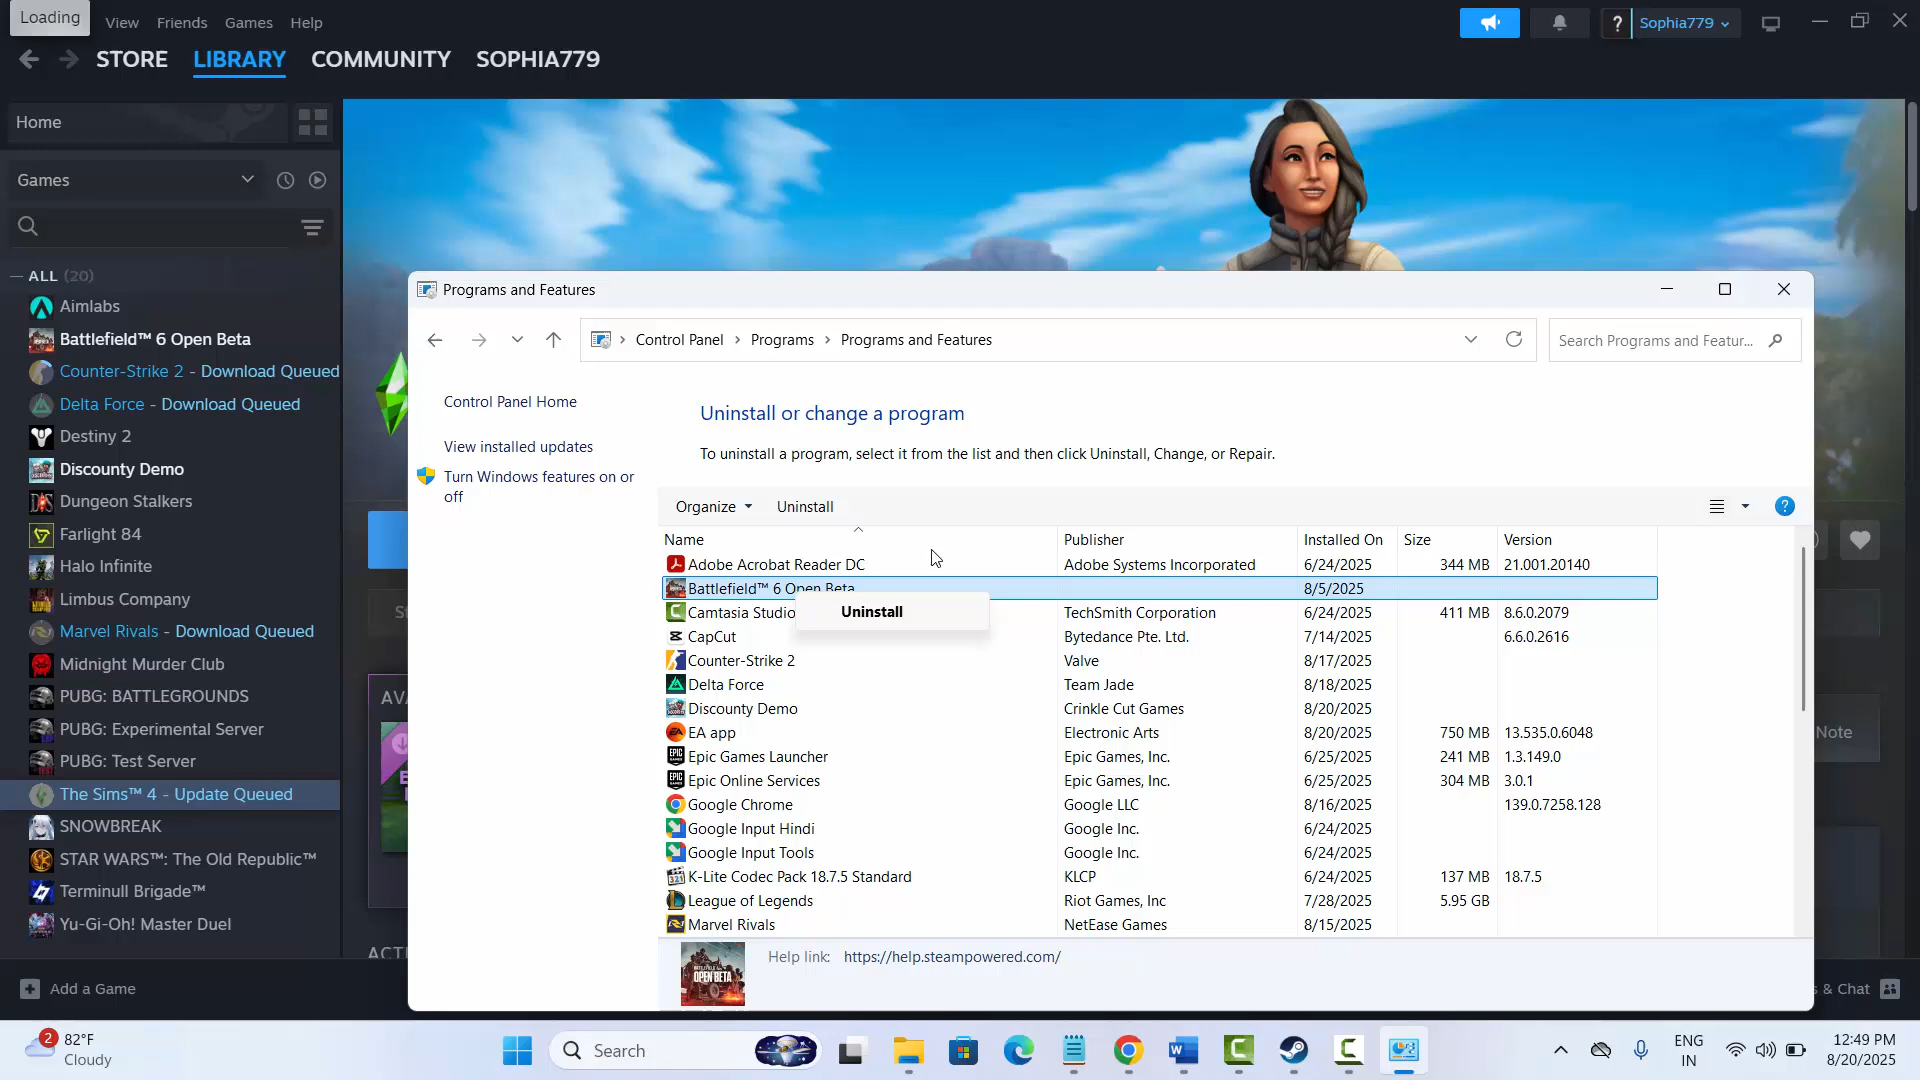 Loading
View
Friends
Games
Help
? Sophia779
STORE
LIBRARY
COMMUNITY
SOPHIA779
Home
Games
ALL (20)
Aimlabs
Battlefield™ 6 Open Beta
Counter-Strike 2 - Download Queued
Delta Force - Download Queued
Destiny 2
Discounty Demo
Dungeon Stalkers
Farlight 84
Halo Infinite
Limbus Company
Marvel Rivals - Download Queued
Midnight Murder Club
PUBG: BATTLEGROUNDS
PUBG: Experimental Server
PUBG: Test Server
The Sims™ 4 - Update Queued
SNOWBREAK
STAR WARS™: The Old Republic™
Terminull Brigade™
Yu-Gi-Oh! Master Duel
Add a Game
Programs and Features
Control Panel > Programs > Programs and Features
Search Programs and Featur...
Control Panel Home
View installed updates
Turn Windows features on or
off
Uninstall or change a program
To uninstall a program, select it from the list and then click Uninstall, Change, or Repair.
Organize
Uninstall
?
Name Publisher Installed On Size Version
Adobe Acrobat Reader DC Adobe Systems Incorporated 6/24/2025 344 MB 21.001.20140
Battlefield™ 6 Open Beta 8/5/2025
Uninstall
Camtasia Studio TechSmith Corporation 6/24/2025 411 MB 8.6.0.2079
CapCut Bytedance Pte. Ltd. 7/14/2025 6.6.0.2616
Counter-Strike 2 Valve 8/17/2025
Delta Force Team Jade 8/18/2025
Discounty Demo Crinkle Cut Games 8/20/2025
EA app Electronic Arts 8/20/2025 750 MB 13.535.0.6048
Epic Games Launcher Epic Games, Inc. 6/25/2025 241 MB 1.3.149.0
Epic Online Services Epic Games, Inc. 6/25/2025 304 MB 3.0.1
Google Chrome Google LLC 8/16/2025 139.0.7258.128
Google Input Hindi Google Inc. 6/24/2025
Google Input Tools Google Inc. 6/24/2025
K-Lite Codec Pack 18.7.5 Standard KLCP 6/24/2025 137 MB 18.7.5
League of Legends Riot Games, Inc 7/28/2025 5.95 GB
Marvel Rivals NetEase Games 8/15/2025
Help link: https://help.steampowered.com/
OPEN BETA
Note
& Chat
2
82°F
Cloudy
Search
ENG
IN
12:49 PM
8/20/2025